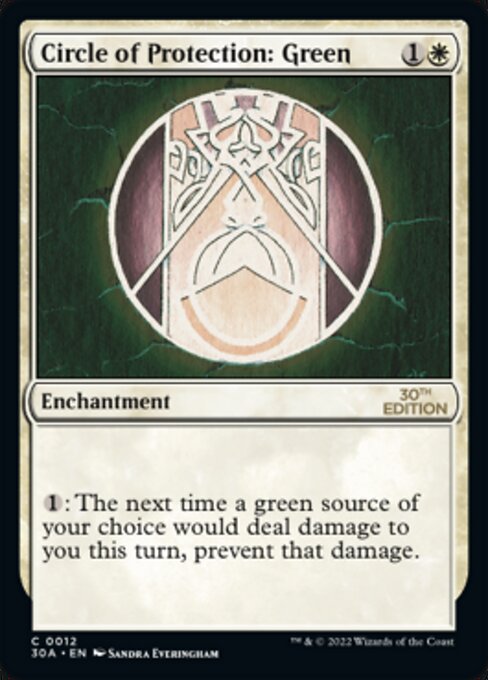 Circle of Protection: Green 1
Enchantment
30TH
EDITION
1: The next time a green source of
your choice would deal damage to
you this turn, prevent that damage.
C 0012
30A • EN Sandra Everingham
™ & © 2022 Wizards of the Coast